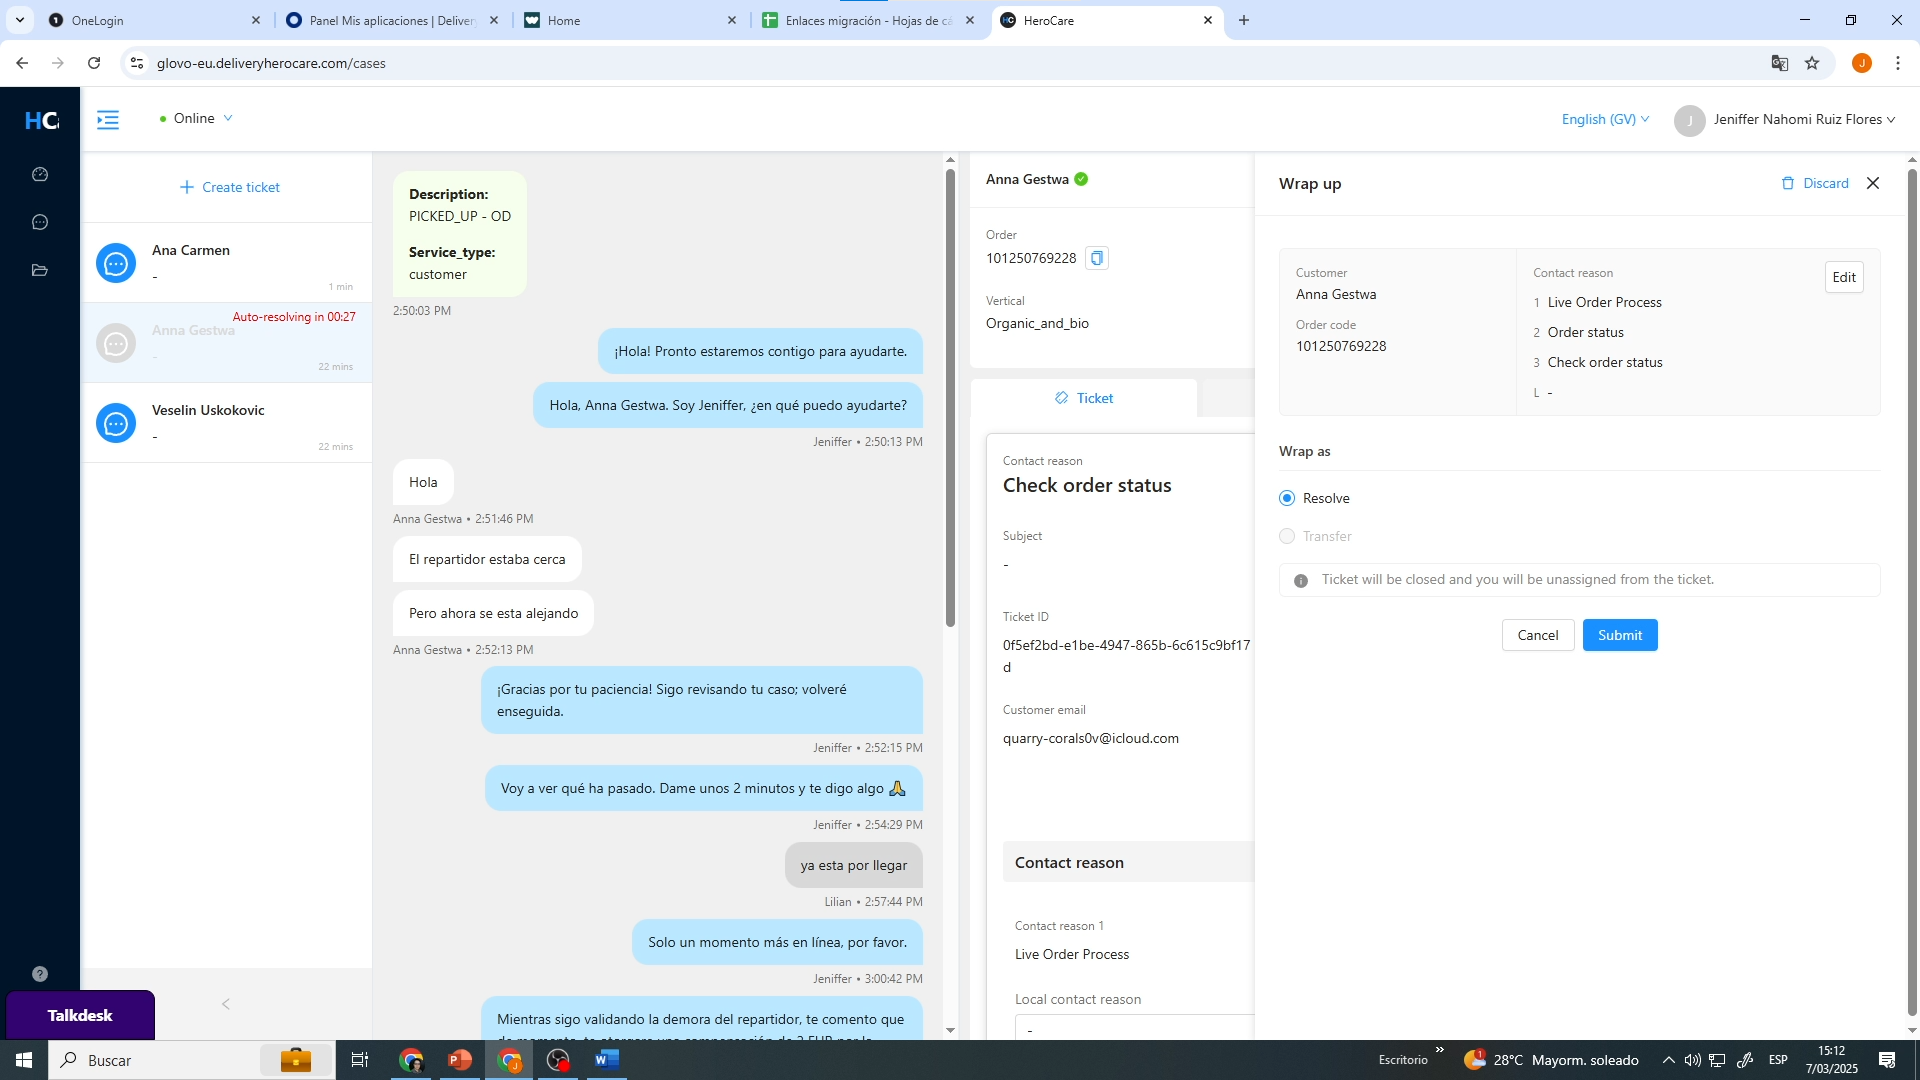 OneLogin
Panel Mis aplicaciones | Delivery
Home
Enlaces migración - Hojas de cá
HeroCare
glovo-eu.deliveryherocare.com/cases
J
HC
Online
English (GV)
J
Jeniffer Nahomi Ruiz Flores
Create ticket
Ana Carmen
-
1 min
Auto-resolving in 00:27
Anna Gestwa
-
22 mins
Veselin Uskokovic
-
22 mins
Talkdesk
Description:
PICKED_UP - OD
Service_type:
customer
2:50:03 PM
¡Hola! Pronto estaremos contigo para ayudarte.
Hola, Anna Gestwa. Soy Jeniffer, ¿en qué puedo ayudarte?
Jeniffer • 2:50:13 PM
Hola
Anna Gestwa • 2:51:46 PM
El repartidor estaba cerca
Pero ahora se esta alejando
Anna Gestwa • 2:52:13 PM
¡Gracias por tu paciencia! Sigo revisando tu caso; volveré
enseguida.
Jeniffer • 2:52:15 PM
Voy a ver qué ha pasado. Dame unos 2 minutos y te digo algo 🙏
Jeniffer • 2:54:29 PM
ya esta por llegar
Lilian • 2:57:44 PM
Solo un momento más en línea, por favor.
Jeniffer • 3:00:42 PM
Mientras sigo validando la demora del repartidor, te comento que
Anna Gestwa
Order
101250769228
Vertical
Organic_and_bio
Ticket
Contact reason
Check order status
Subject
-
Ticket ID
0f5ef2bd-e1be-4947-865b-6c615c9bf17
d
Customer email
quarry-corals0v@icloud.com
Contact reason
Contact reason 1
Live Order Process
Local contact reason
-
Wrap up
Discard
Customer
Anna Gestwa
Order code
101250769228
Contact reason
1 Live Order Process
2 Order status
3 Check order status
L -
Edit
Wrap as
Resolve
Transfer
Ticket will be closed and you will be unassigned from the ticket.
Cancel
Submit
Buscar
Escritorio
1
28°C Mayorm. soleado
ESP
15:12
7/03/2025